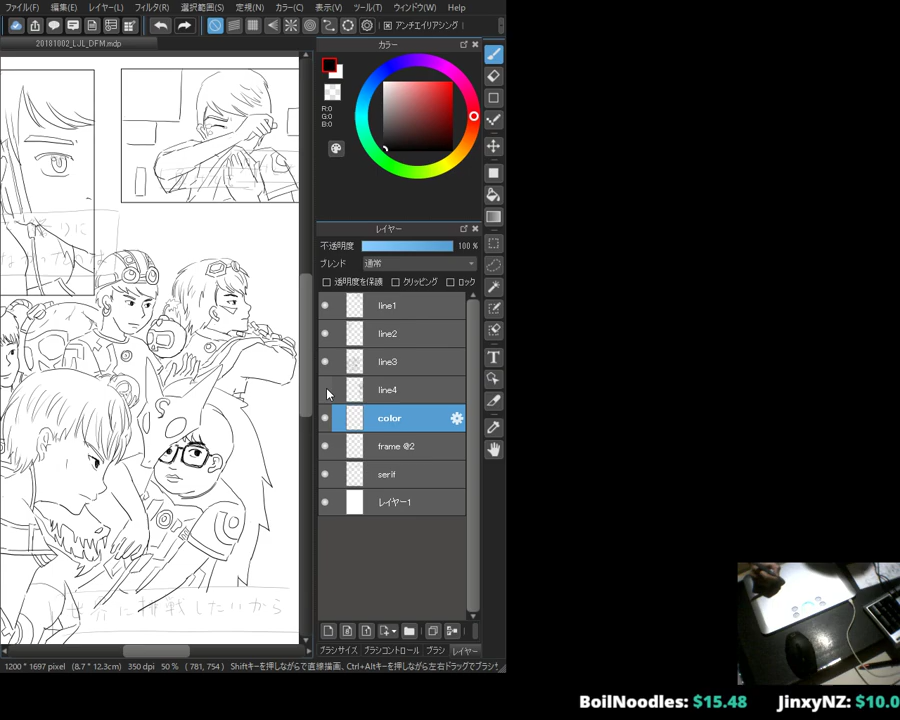 ファイル(F) 編集(E) レイヤー(L) フィルタ(R) 選択範囲(S) 定規(N) カラー(C) 表示(V) ツール(T) ウィンドウ(W) Help
アンチエイリアシング
20181002_LJL_DFM.mdp
カラー
R:0
G:0
B:0
レイヤー
不透明度 100 %
ブレンド 通常
透明度を保護 クリッピング ロック
line1
line2
line3
line4
color
frame @2
serif
レイヤー1
に挑戦したいから
ブラシサイズ ブラシコントロール ブラシ レイヤー
1200 * 1697 pixel (8.7 * 12.3cm) 350 dpi 50 % ( 781, 754 ) Shiftキーを押しながらで直線描画、Ctrl+Altキーを押しながら左右ドラッグでブラシ
BoilNoodles: $15.48 JinxyNZ: $10.0